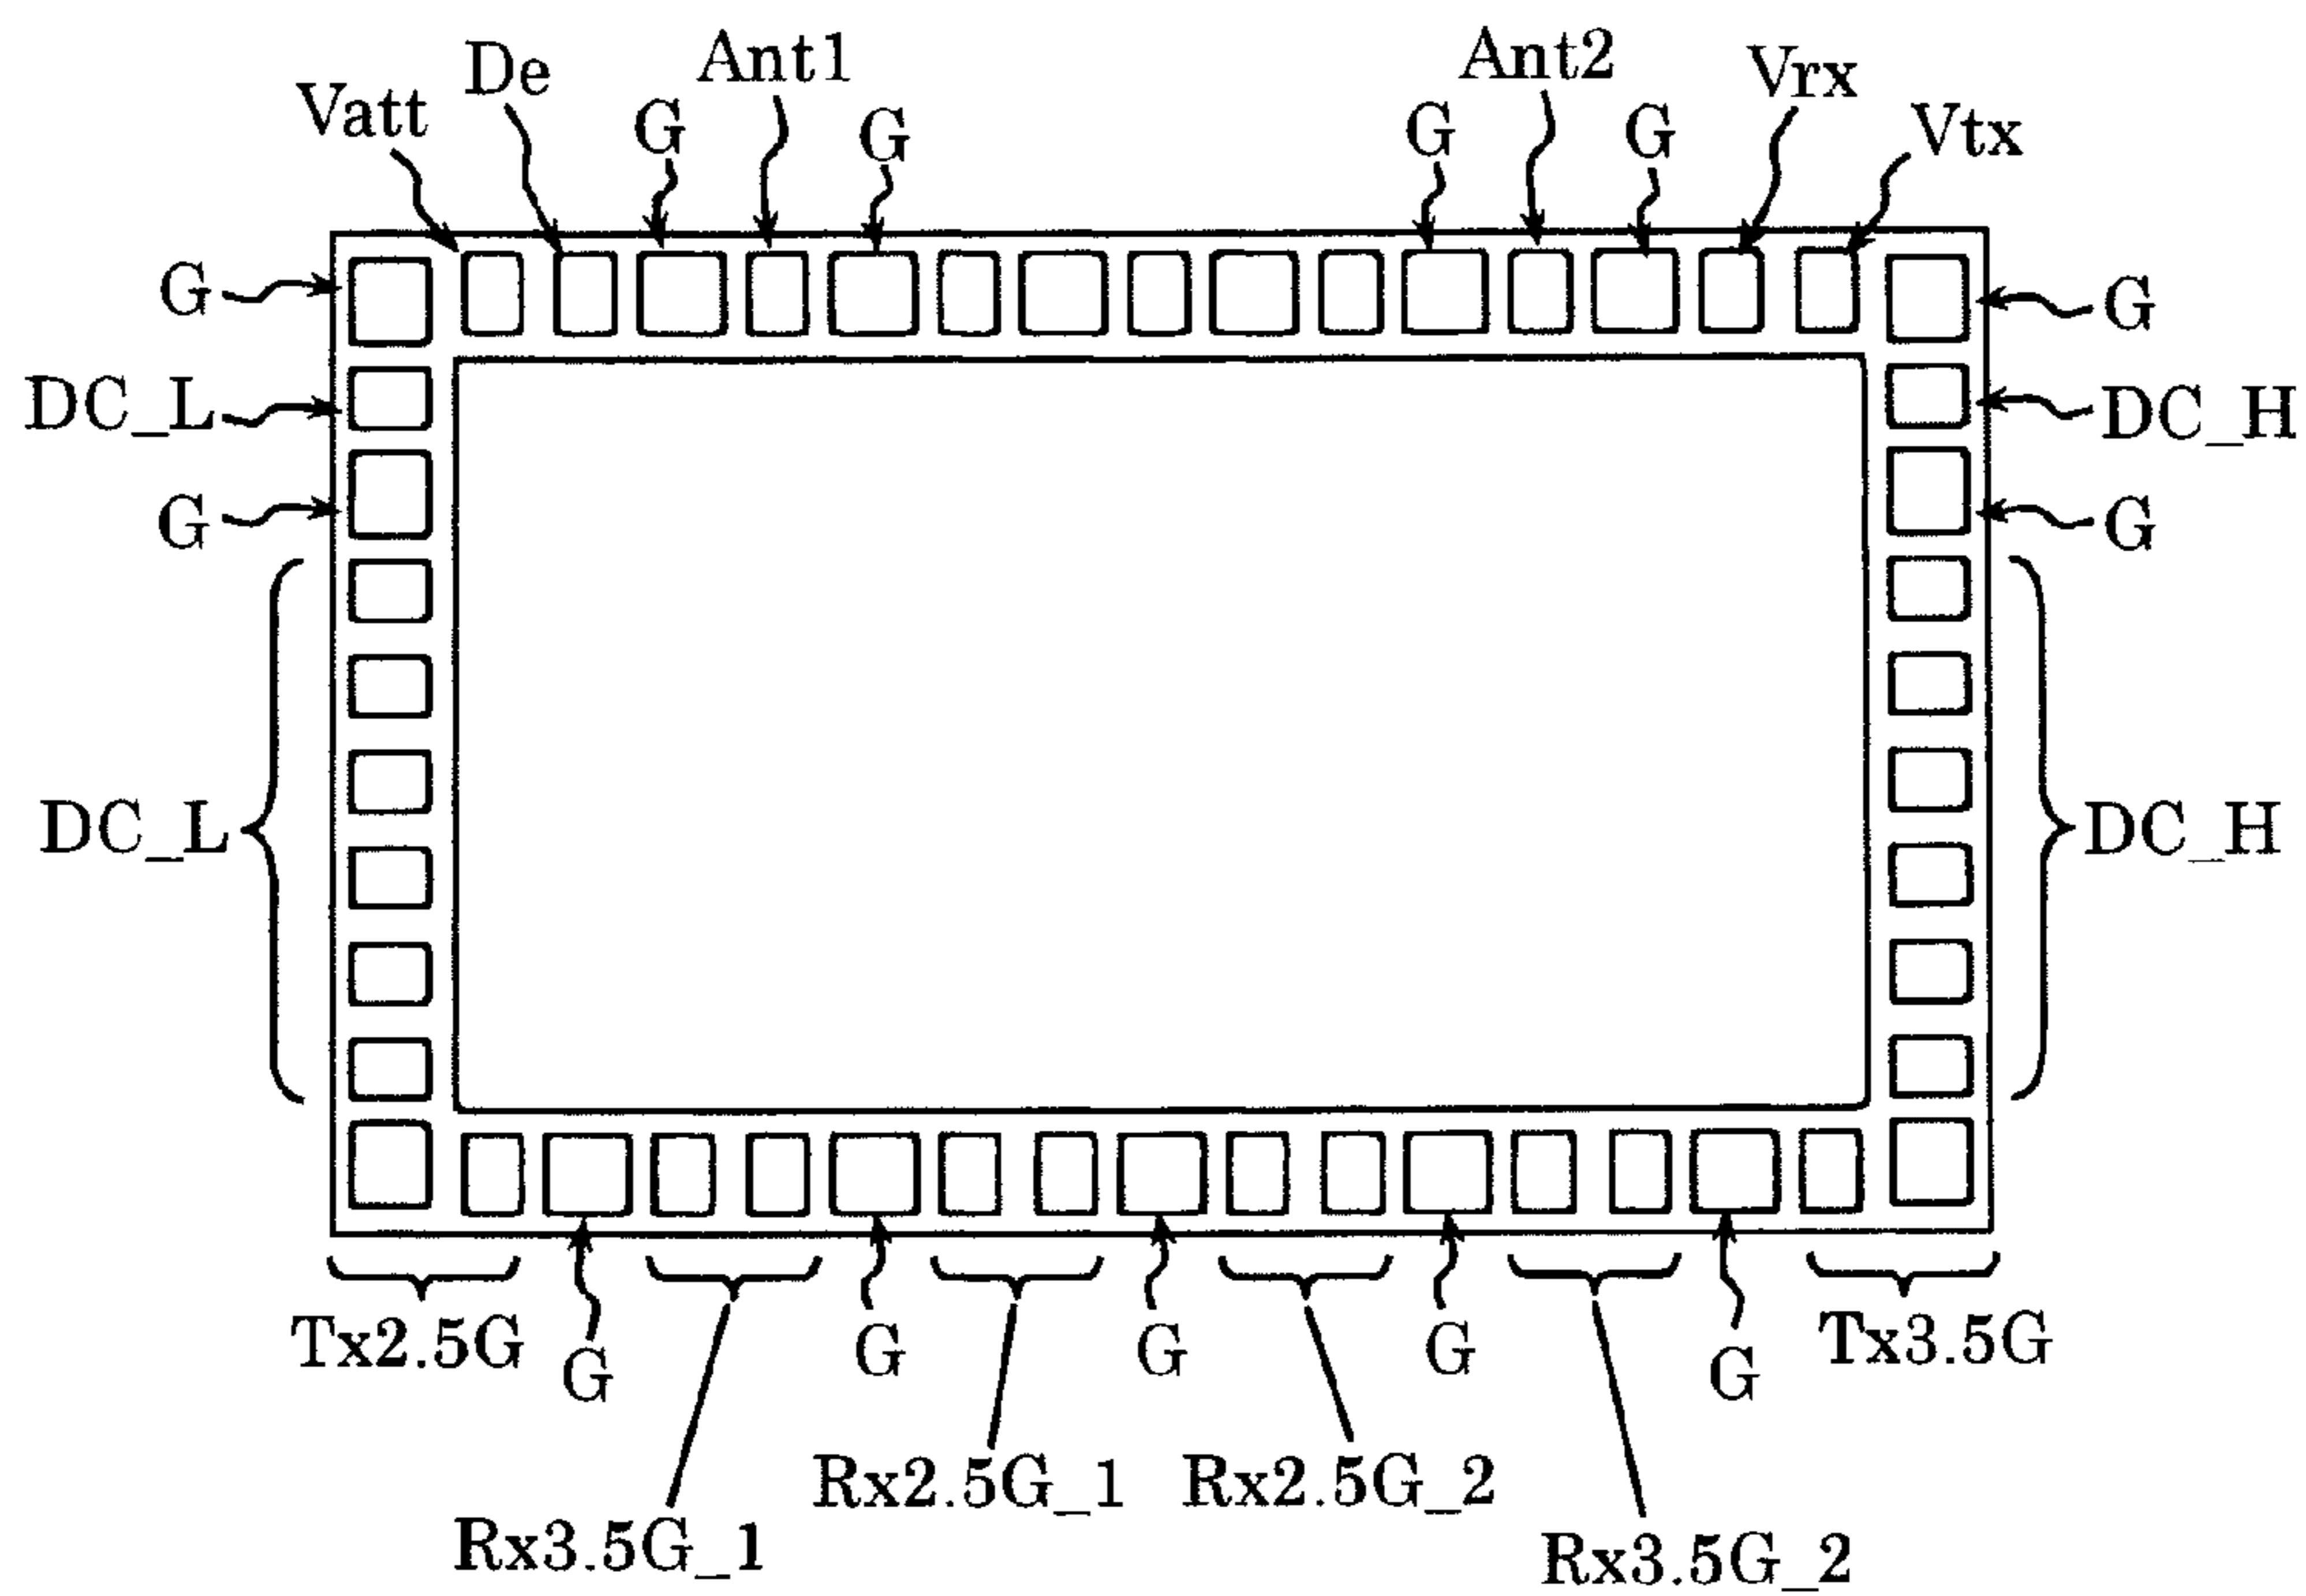 Vatt
De
G
Ant1
G
G
Ant2
G
Vrx
Vtx
G
G
DC_L
DC_H
G
G
DC_L
DC_H
Tx2.5G
G
G
G
G
G
Tx3.5G
Rx3.5G_1
Rx2.5G_1
Rx2.5G_2
Rx3.5G_2